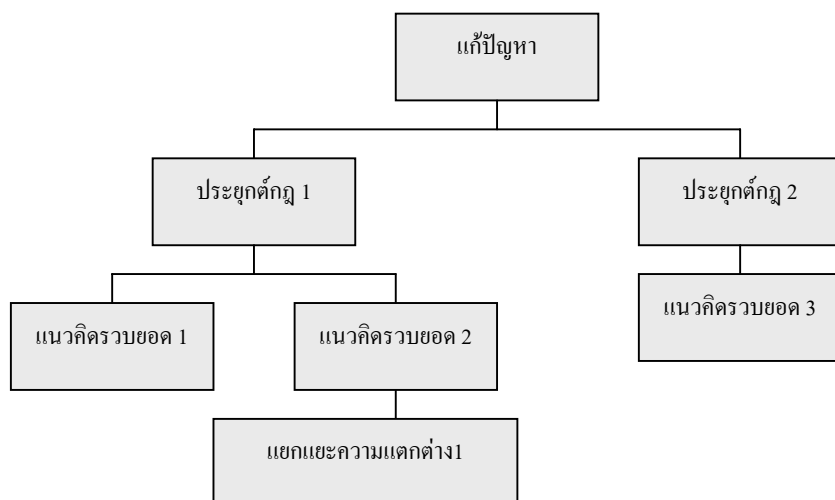 แก้ปัญหา
ประยุกต์กฎ 1
ประยุกต์กฎ 2
แนวคิดรวบยอด 1
แนวคิดรวบยอด 2
แนวคิดรวบยอด 3
แยกแยะความแตกต่าง1